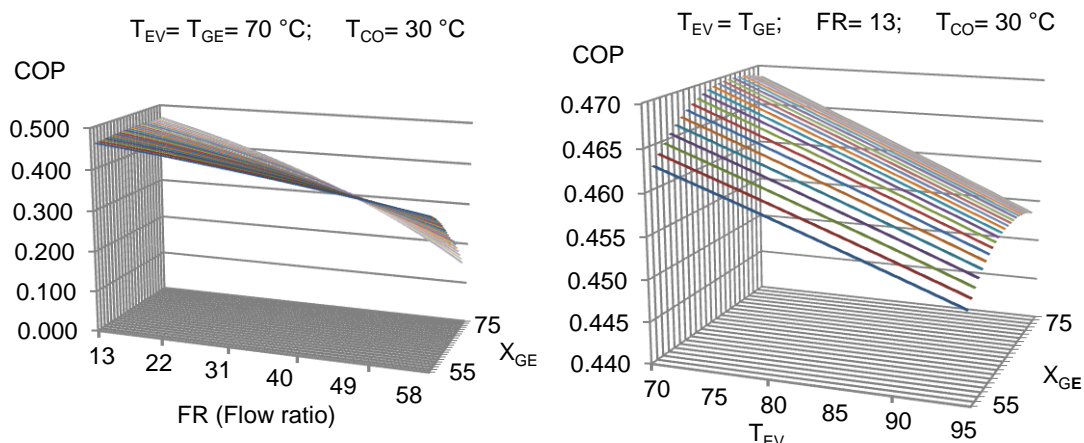 T_EV= T_GE= 70 °C; T_CO= 30 °C
COP
0.500
0.400
0.300
0.200
0.100
0.000
13 22 31 40 49 58
55 75
X_GE
FR (Flow ratio)
T_EV = T_GE; FR= 13; T_CO= 30 °C
COP
0.470
0.465
0.460
0.455
0.450
0.445
0.440
70 75 80 85 90 95
55 75
X_GE
T_EV